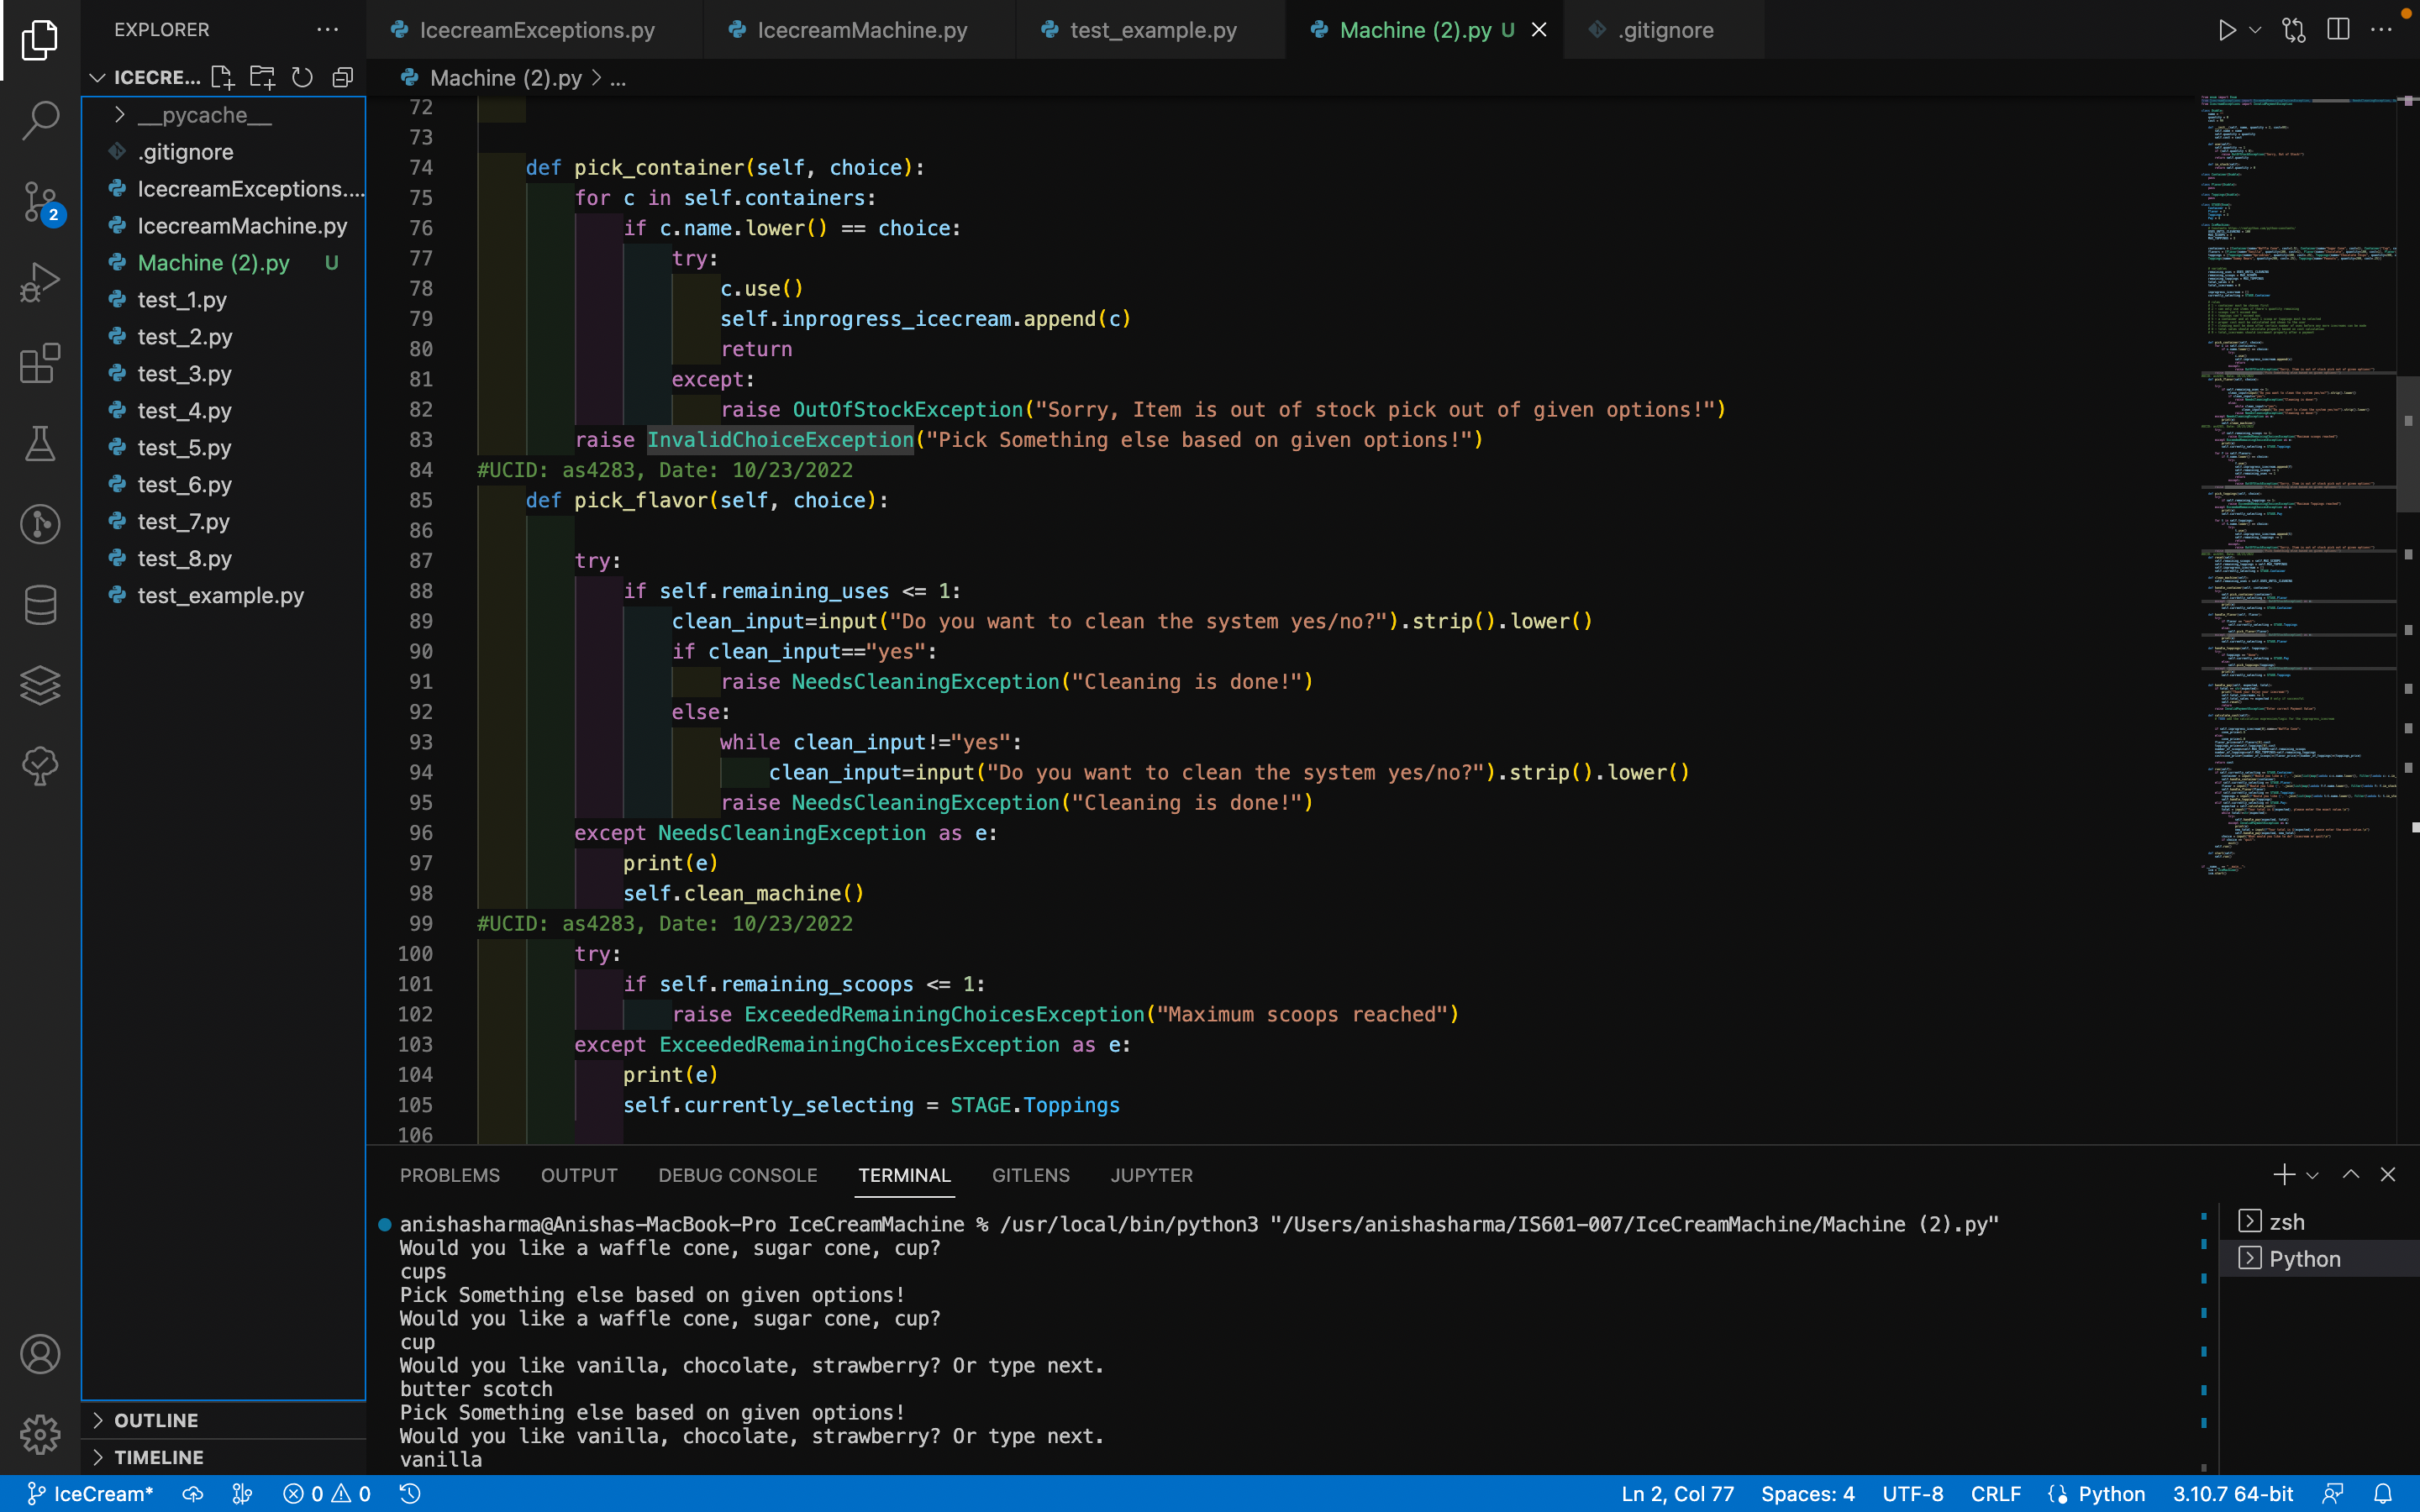 EXPLORER
IcecreamExceptions.py
IcecreamMachine.py
test_example.py
Machine (2).py U
.gitignore
ICECRE...
Machine (2).py > ...
__pycache__
.gitignore
IcecreamExceptions....
IcecreamMachine.py
Machine (2).py U
test_1.py
test_2.py
test_3.py
test_4.py
test_5.py
test_6.py
test_7.py
test_8.py
test_example.py
2
72
73
74 def pick_container(self, choice):
75 for c in self.containers:
76 if c.name.lower() == choice:
77 try:
78 c.use()
79 self.inprogress_icecream.append(c)
80 return
81 except:
82 raise OutOfStockException("Sorry, Item is out of stock pick out of given options!")
83 raise InvalidChoiceException("Pick Something else based on given options!")
84 #UCID: as4283, Date: 10/23/2022
85 def pick_flavor(self, choice):
86
87 try:
88 if self.remaining_uses <= 1:
89 clean_input=input("Do you want to clean the system yes/no?").strip().lower()
90 if clean_input=="yes":
91 raise NeedsCleaningException("Cleaning is done!")
92 else:
93 while clean_input!="yes":
94 clean_input=input("Do you want to clean the system yes/no?").strip().lower()
95 raise NeedsCleaningException("Cleaning is done!")
96 except NeedsCleaningException as e:
97 print(e)
98 self.clean_machine()
99 #UCID: as4283, Date: 10/23/2022
100 try:
101 if self.remaining_scoops <= 1:
102 raise ExceededRemainingChoicesException("Maximum scoops reached")
103 except ExceededRemainingChoicesException as e:
104 print(e)
105 self.currently_selecting = STAGE.Toppings
106
PROBLEMS OUTPUT DEBUG CONSOLE TERMINAL GITLENS JUPYTER
anishasharma@Anishas-MacBook-Pro IceCreamMachine % /usr/local/bin/python3 "/Users/anishasharma/IS601-007/IceCreamMachine/Machine (2).py"
Would you like a waffle cone, sugar cone, cup?
cups
Pick Something else based on given options!
Would you like a waffle cone, sugar cone, cup?
cup
Would you like vanilla, chocolate, strawberry? Or type next.
butter scotch
Pick Something else based on given options!
Would you like vanilla, chocolate, strawberry? Or type next.
vanilla
zsh
Python
OUTLINE
TIMELINE
IceCream* 0 0 Ln 2, Col 77 Spaces: 4 UTF-8 CRLF Python 3.10.7 64-bit